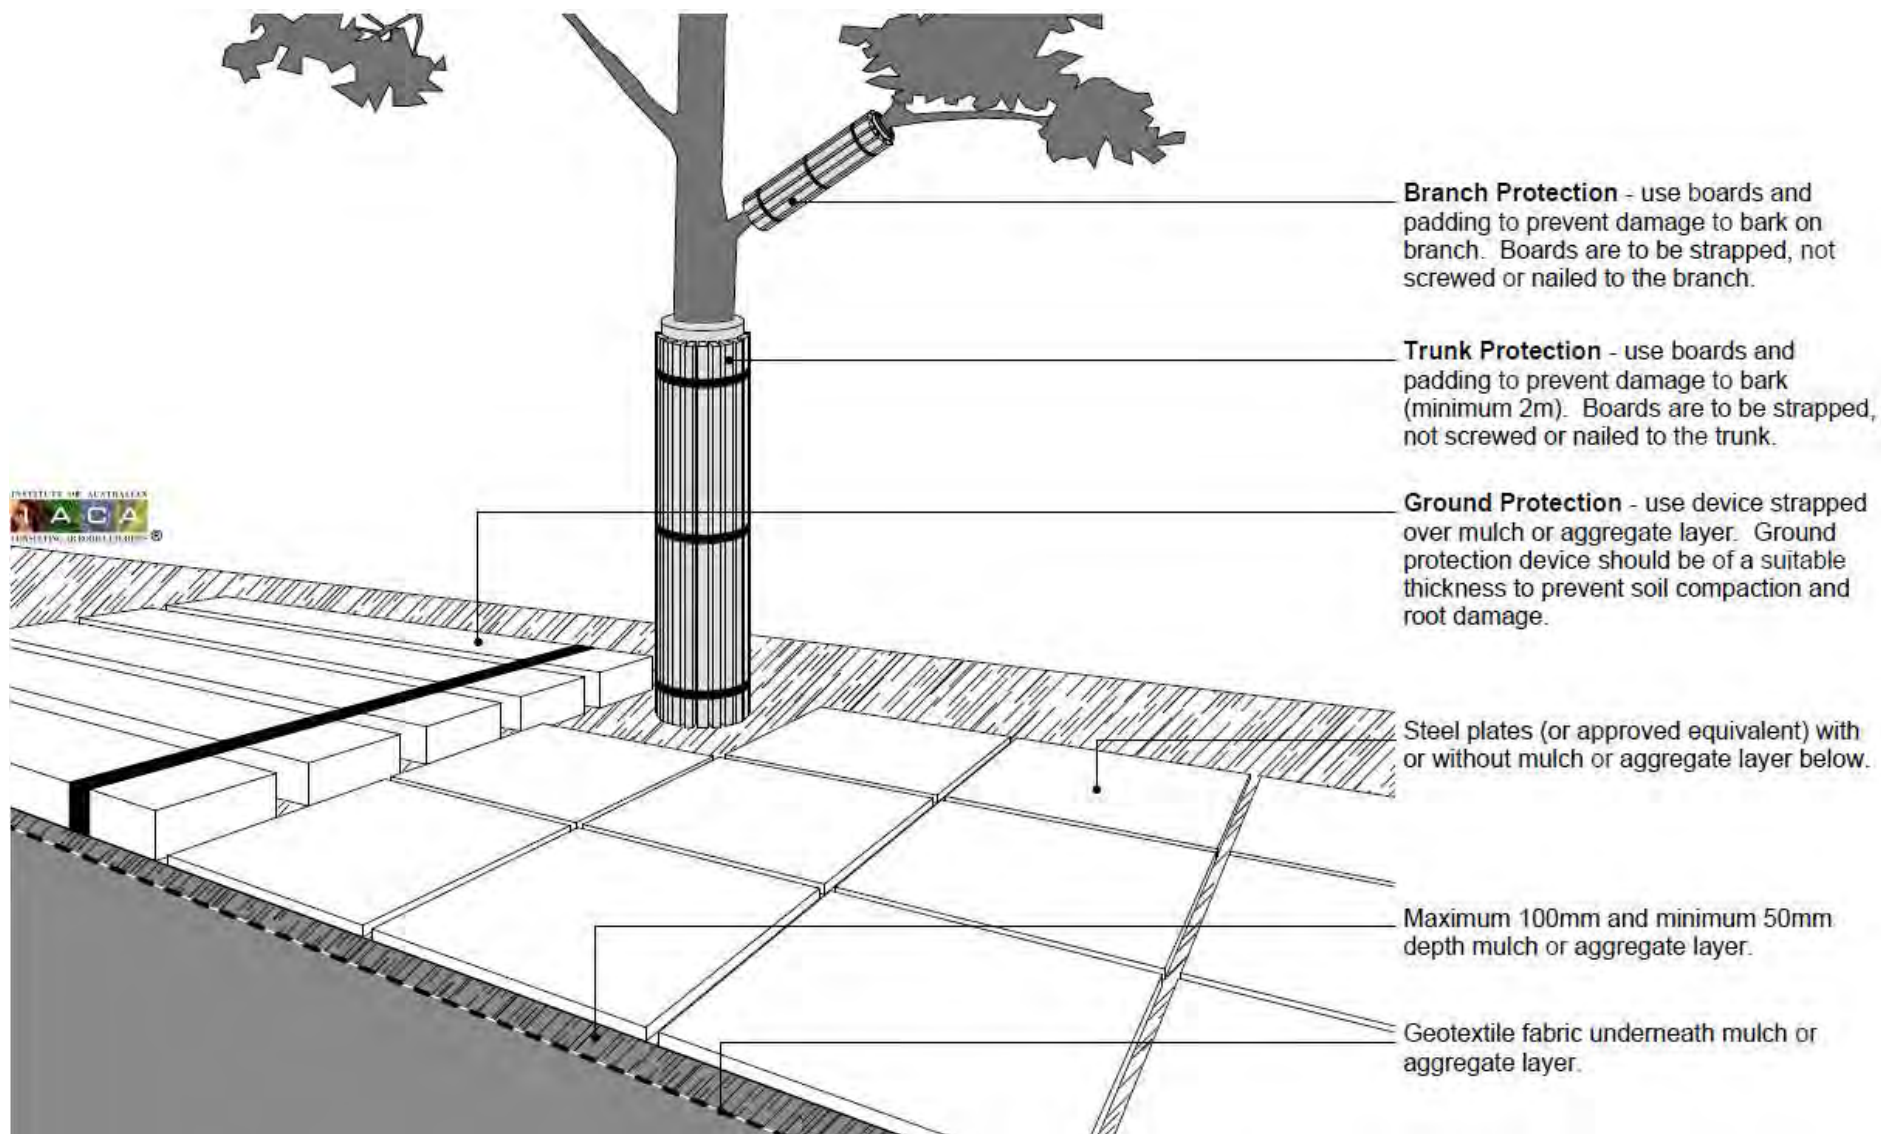 Branch Protection - use boards and
padding to prevent damage to bark on
branch. Boards are to be strapped, not
screwed or nailed to the branch.
Trunk Protection - use boards and
padding to prevent damage to bark
(minimum 2m). Boards are to be strapped,
not screwed or nailed to the trunk.
INSTITUTE OF AUSTRALIAN
IACA
CONSULTING ARBORICULTURISTS ®
Ground Protection - use device strapped
over mulch or aggregate layer. Ground
protection device should be of a suitable
thickness to prevent soil compaction and
root damage.
Steel plates (or approved equivalent) with
or without mulch or aggregate layer below.
Maximum 100mm and minimum 50mm
depth mulch or aggregate layer.
Geotextile fabric underneath mulch or
aggregate layer.